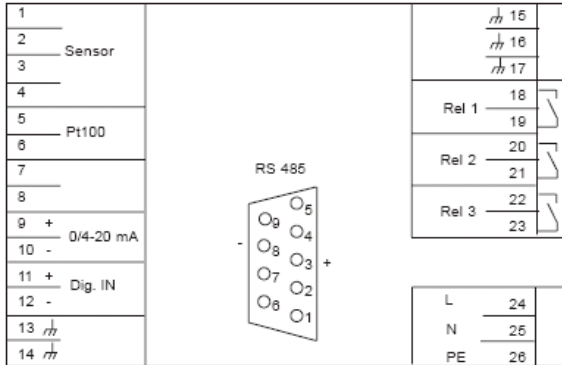 1
2
Sensor
3
4
5
Pt100
6
7
8
9 +
0/4-20 mA
10 -
11 +
Dig. IN
12 -
13
14
RS 485
9 5
8 4
- 3 +
7 2
6 1
15
16
17
18
Rel 1
19
20
Rel 2
21
22
Rel 3
23
L 24
N 25
PE 26